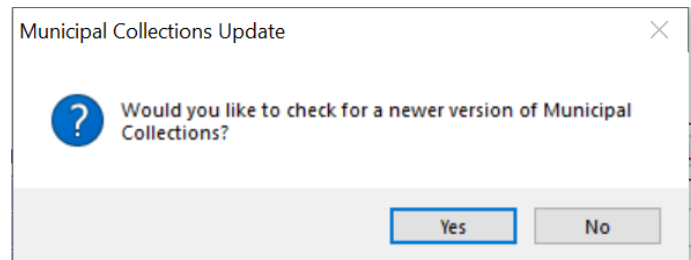 Municipal Collections Update
Would you like to check for a newer version of Municipal
Collections?
Yes No